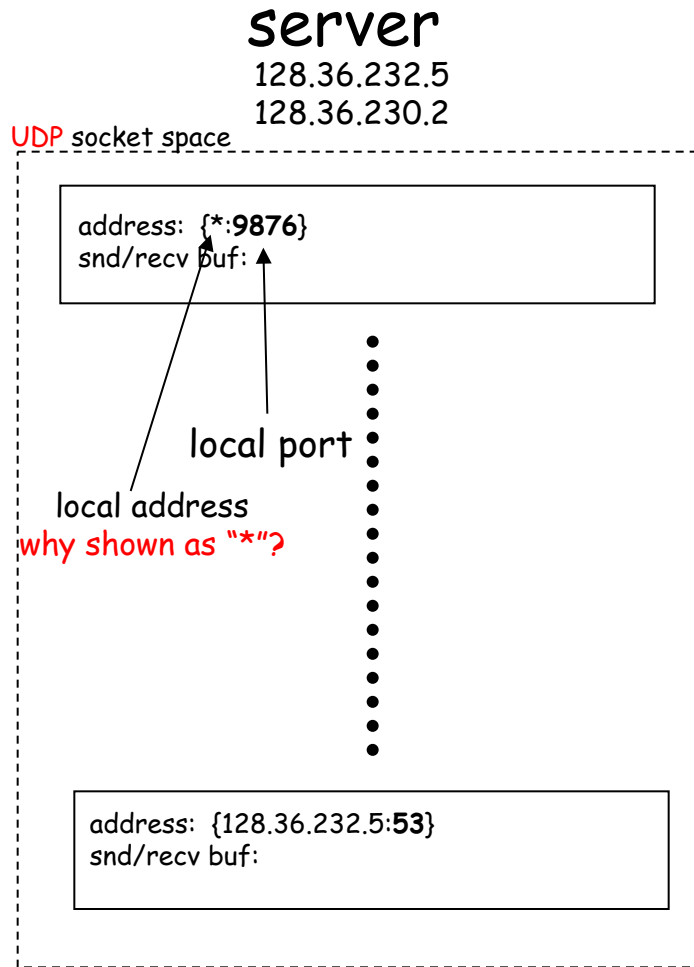 server
128.36.232.5
128.36.230.2
UDP socket space
address: {*:9876}
snd/recv buf:
local port
local address
why shown as “*”?
address: {128.36.232.5:53}
snd/recv buf: